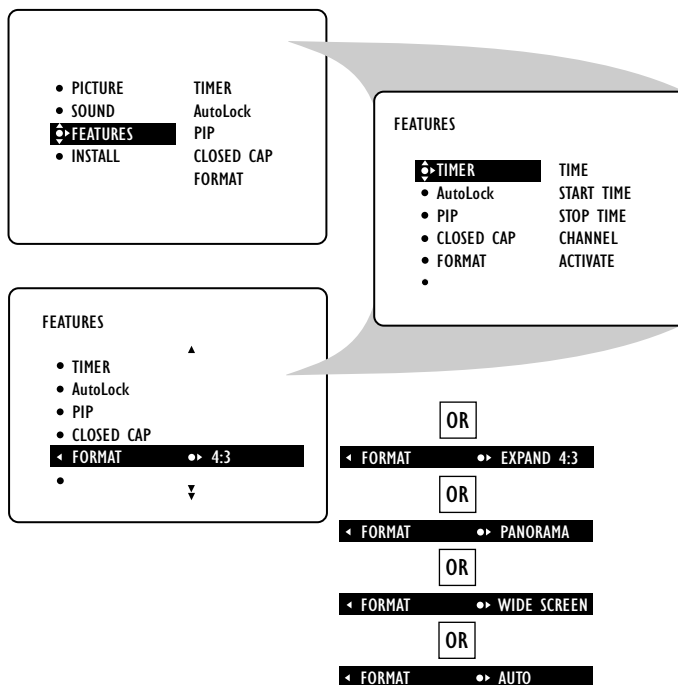 PICTURE TIMER
SOUND AutoLock
FEATURES PIP
INSTALL CLOSED CAP
FORMAT
FEATURES
TIMER TIME
AutoLock START TIME
PIP STOP TIME
CLOSED CAP CHANNEL
FORMAT ACTIVATE
FEATURES
TIMER
AutoLock
PIP
CLOSED CAP
FORMAT 4:3
OR
FORMAT EXPAND 4:3
OR
FORMAT PANORAMA
OR
FORMAT WIDE SCREEN
OR
FORMAT AUTO